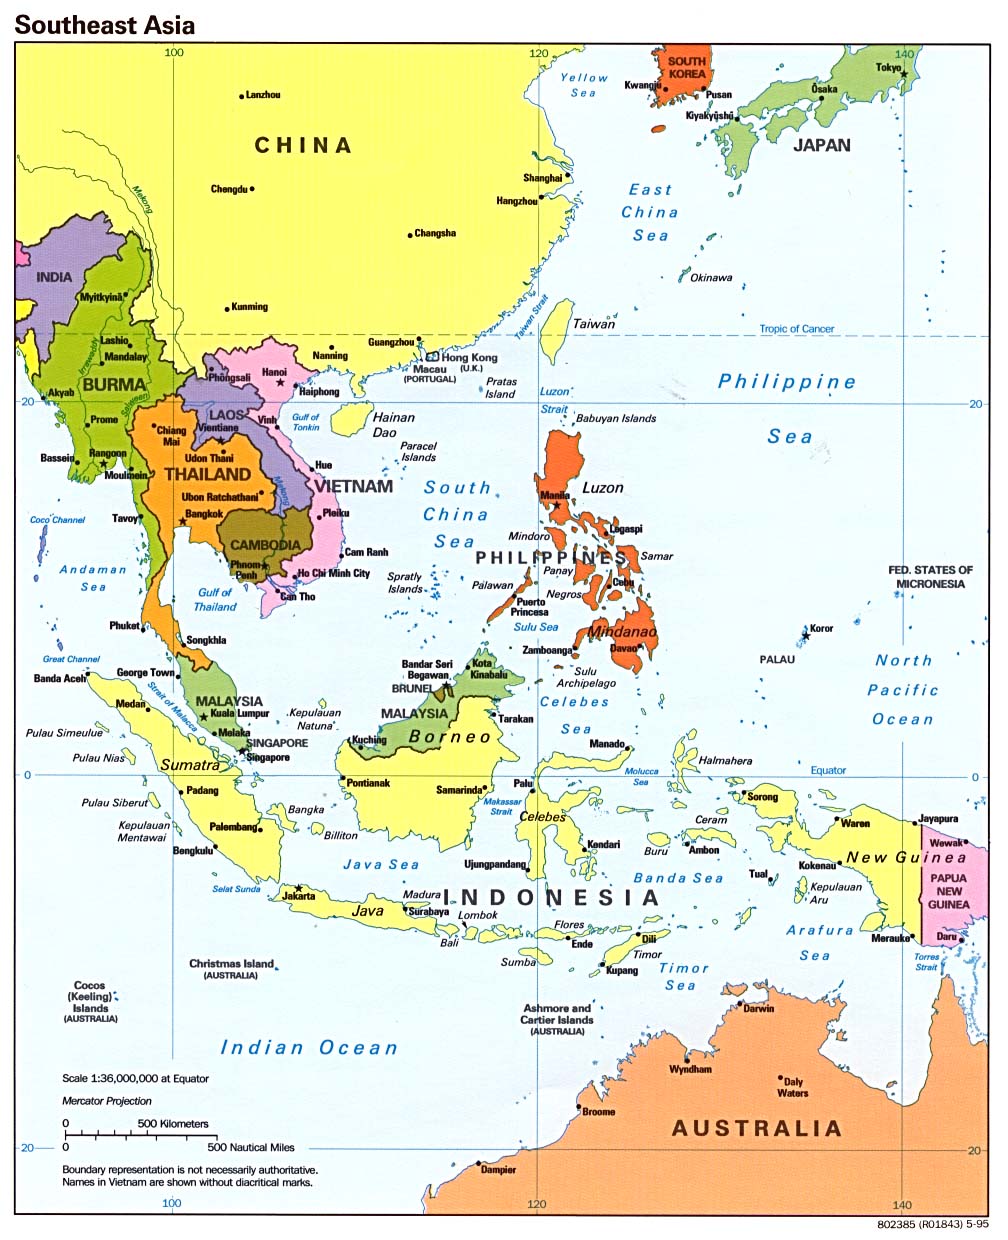 Southeast Asia
100
120
140
Yellow
Sea
SOUTH
KOREA
Kwangju
Pusan
Kiyakyūshū
Ōsaka
Tokyo
JAPAN
Lanzhou
CHINA
Mekong
Chengdu
Shanghai
Hangzhou
Changsha
East
China
Sea
Okinawa
INDIA
Myitkyinā
Kunming
Taiwan Strait
Taiwan
Tropic of Cancer
Lashio
Irrawaddy
Mandalay
Nanning
Guangzhou
Hong Kong
(U.K.)
Macau
(PORTUGAL)
BURMA
Phôngsali
Hanoi
Haiphong
Pratas
Island
Luzon
Strait
Philippine
Sea
Akyab
20
20
Salween
Prome
Chiang
Mai
LAOS
Vientiane
Vinh
Gulf of
Tonkin
Hainan
Dao
Babuyan Islands
Bassein
Rangoon
Moulmein
Udon Thani
Paracel
Islands
Hue
THAILAND
VIETNAM
Mekong
Ubon Ratchathani
South
China
Sea
Manila
Luzon
Coco Channel
Tavoy
Bangkok
Pleiku
Legaspi
Mindoro
CAMBODIA
Cam Ranh
PHILIPPINES
Samar
Andaman
Sea
Phnom
Penh
Ho Chi Minh City
Panay
Gulf of
Thailand
Can Tho
Spratly
Islands
Palawan
Negros
Cebu
FED. STATES OF
MICRONESIA
Puerto
Princesa
Phuket
Songkhla
Sulu Sea
Mindanao
Koror
Zamboanga
Davao
PALAU
Great Channel
Banda Aceh
George Town
Bandar Seri
Begawan
Kota
Kinabalu
BRUNEI
Sulu
Archipelago
North
Pacific
Ocean
Strait of Malacca
MALAYSIA
Kuala Lumpur
Medan
Kepulauan
Natuna
MALAYSIA
Celebes
Sea
Tarakan
Pulau Simeulue
Melaka
Kuching
Borneo
SINGAPORE
Singapore
Manado
Pulau Nias
Sumatra
Halmahera
0
Molucca
Sea
Equator
0
Padang
Pontianak
Samarinda
Palu
Makassar
Strait
Sorong
Pulau Siberut
Bangka
Celebes
Ceram
Waren
Jayapura
Kepulauan
Mentawai
Palembang
Billiton
Bengkulu
Kendari
Buru
Ambon
Wewak
Java Sea
Ujungpandang
Kokenau
New Guinea
Selat Sunda
Jakarta
Madura
INDONESIA
Banda Sea
Tual
Kepulauan
Aru
PAPUA
NEW
GUINEA
Java
Surabaya
Lombok
Bali
Flores
Ende
Dili
Timor
Arafura
Sea
Merauke
Daru
Sumba
Kupang
Timor
Sea
Torres
Strait
Christmas Island
(AUSTRALIA)
Cocos
(Keeling)
Islands
(AUSTRALIA)
Ashmore and
Cartier Islands
(AUSTRALIA)
Darwin
Indian Ocean
Wyndham
Daly
Waters
Scale 1:36,000,000 at Equator
Mercator Projection
0 500 Kilometers
0 500 Nautical Miles
Broome
AUSTRALIA
20
20
Boundary representation is not necessarily authoritative.
Names in Vietnam are shown without diacritical marks.
Dampier
100
120
140
802385 (R01843) 5-95